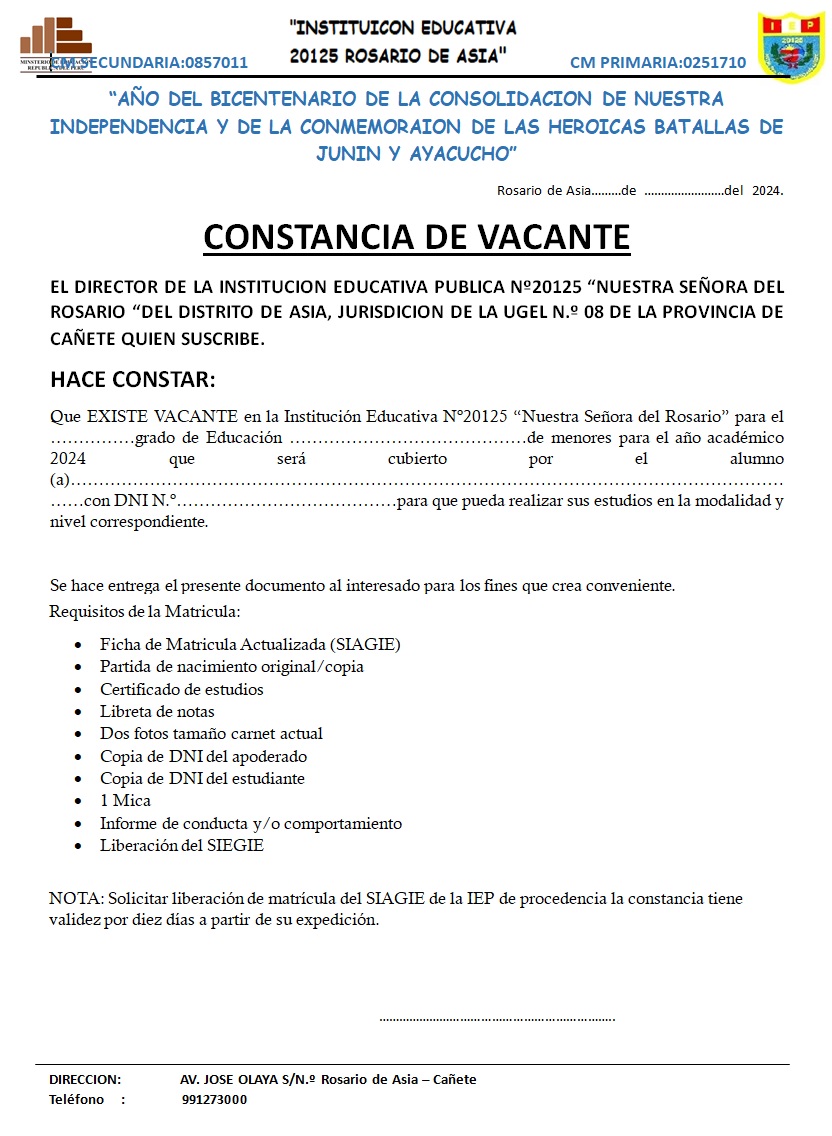 "INSTITUICON EDUCATIVA
20125 ROSARIO DE ASIA"
SECUNDARIA:0857011
CM PRIMARIA:0251710
I E P
20125
“AÑO DEL BICENTENARIO DE LA CONSOLIDACION DE NUESTRA
INDEPENDENCIA Y DE LA CONMEMORAION DE LAS HEROICAS BATALLAS DE
JUNIN Y AYACUCHO”
Rosario de Asia.........de ........................del 2024.
CONSTANCIA DE VACANTE
EL DIRECTOR DE LA INSTITUCION EDUCATIVA PUBLICA Nº20125 “NUESTRA SEÑORA DEL
ROSARIO “DEL DISTRITO DE ASIA, JURISDICION DE LA UGEL N.º 08 DE LA PROVINCIA DE
CAÑETE QUIEN SUSCRIBE.
HACE CONSTAR:
Que EXISTE VACANTE en la Institución Educativa N°20125 “Nuestra Señora del Rosario” para el
……………grado de Educación ……………………………………de menores para el año académico
2024 que será cubierto por el alumno
(a)…………………………………………………………………………………………………………………
……con DNI N.°…………………………………para que pueda realizar sus estudios en la modalidad y
nivel correspondiente.
Se hace entrega el presente documento al interesado para los fines que crea conveniente.
Requisitos de la Matricula:
• Ficha de Matricula Actualizada (SIAGIE)
• Partida de nacimiento original/copia
• Certificado de estudios
• Libreta de notas
• Dos fotos tamaño carnet actual
• Copia de DNI del apoderado
• Copia de DNI del estudiante
• 1 Mica
• Informe de conducta y/o comportamiento
• Liberación del SIEGIE
NOTA: Solicitar liberación de matrícula del SIAGIE de la IEP de procedencia la constancia tiene
validez por diez días a partir de su expedición.
.......................................................................
DIRECCION: AV. JOSE OLAYA S/N.º Rosario de Asia – Cañete
Teléfono : 991273000